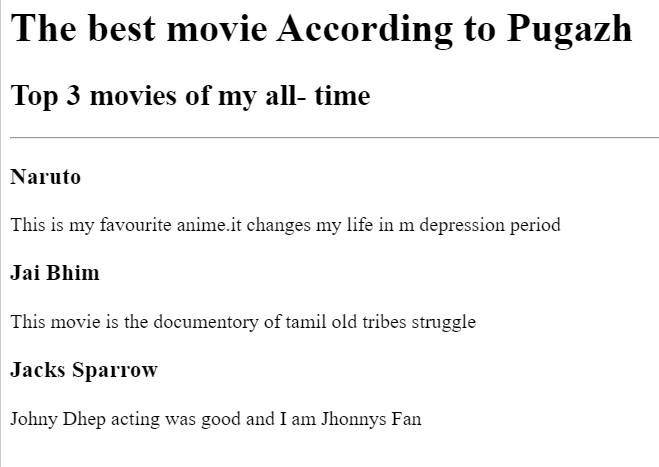 The best movie According to Pugazh
Top 3 movies of my all- time
Naruto
This is my favourite anime.it changes my life in m depression period
Jai Bhim
This movie is the documentory of tamil old tribes struggle
Jacks Sparrow
Johny Dhep acting was good and I am Jhonnys Fan